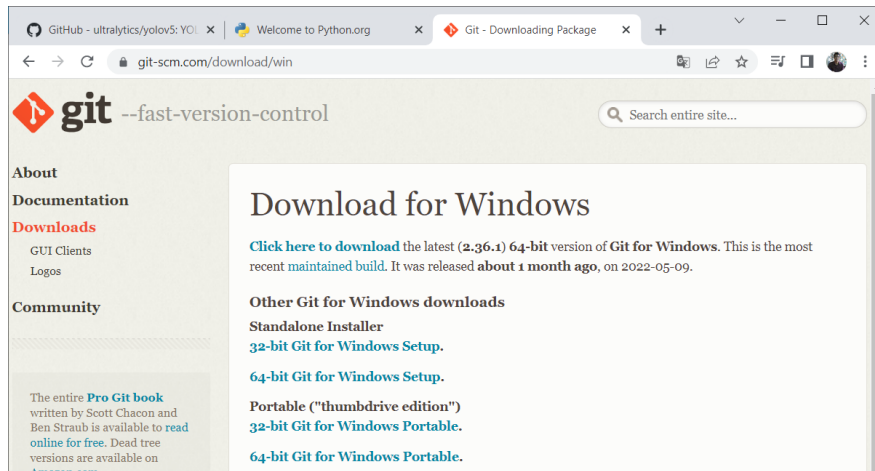 GitHub - ultralytics/yolov5: YOL
Welcome to Python.org
Git - Downloading Package
git-scm.com/download/win
git --fast-version-control
Search entire site...
About
Documentation
Downloads
GUI Clients
Logos
Community
The entire Pro Git book
written by Scott Chacon and
Ben Straub is available to read
online for free. Dead tree
versions are available on
Amazon.com
Download for Windows
Click here to download the latest (2.36.1) 64-bit version of Git for Windows. This is the most
recent maintained build. It was released about 1 month ago, on 2022-05-09.
Other Git for Windows downloads
Standalone Installer
32-bit Git for Windows Setup.
64-bit Git for Windows Setup.
Portable ("thumbdrive edition")
32-bit Git for Windows Portable.
64-bit Git for Windows Portable.